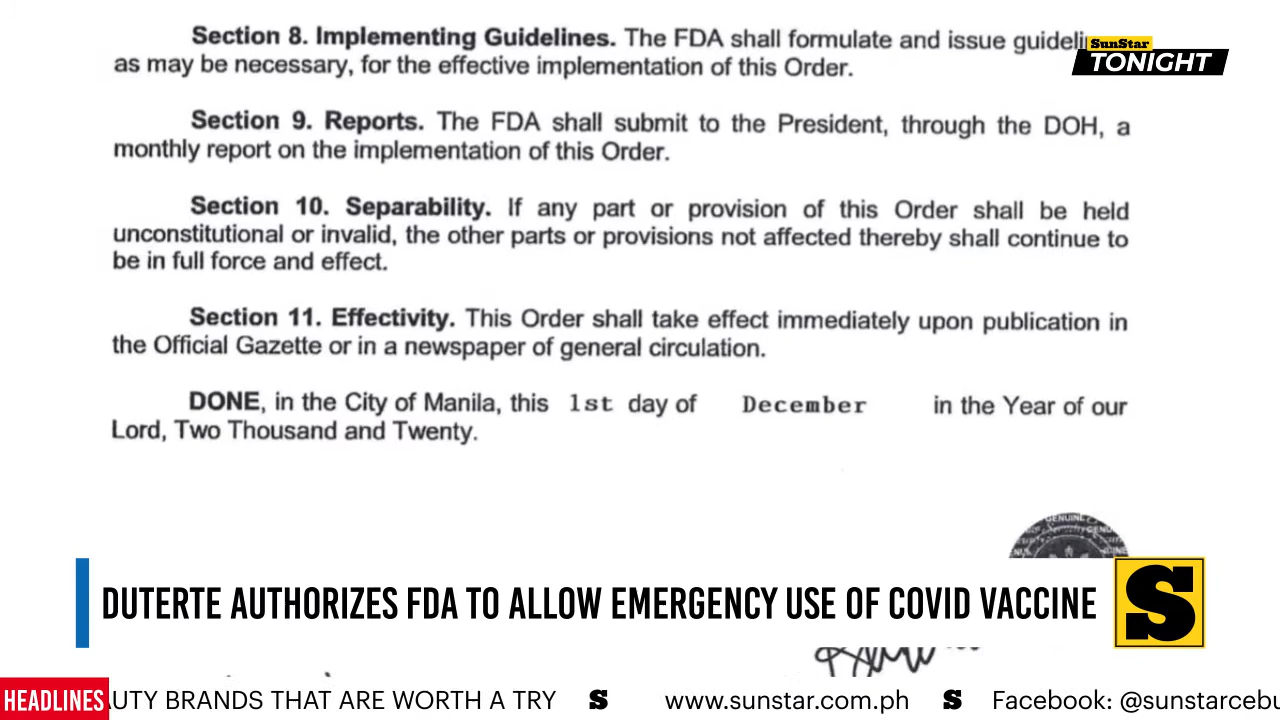 Section 8. Implementing Guidelines. The FDA shall formulate and issue
SunStar
TONIGHT
as may be necessary, for the effective implementation of this Order.
Section 9. Reports. The FDA shall submit to the President, through the DOH, a
monthly report on the implementation of this Order.
Section 10. Separability. If any part or provision of this Order shall be held
unconstitutional or invalid, the other parts or provisions not affected thereby shall continue to
be in full force and effect.
Section 11. Effectivity. This Order shall take effect immediately upon publication in
the Official Gazette or in a newspaper of general circulation.
DONE, in the City of Manila, this 1st day of December in the Year of our
Lord, Two Thousand and Twenty.
GENUINE
DUTERTE AUTHORIZES FDA TO ALLOW EMERGENCY USE OF COVID VACCINE
S
HEADLINES
BRANDS THAT ARE WORTH A TRY S www.sunstar.com.ph S Facebook: @sunstarcebu